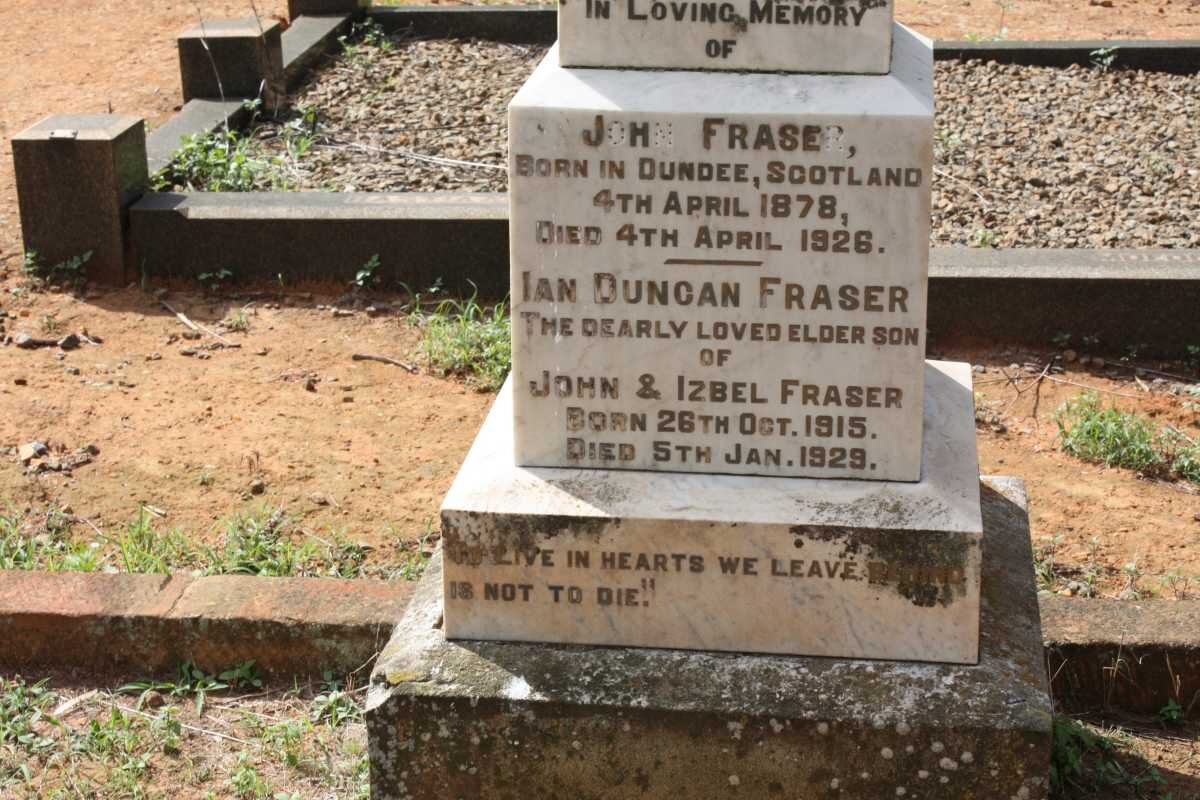 IN LOVING MEMORY
OF
JOHN FRASER,
BORN IN DUNDEE, SCOTLAND
4TH APRIL 1878,
DIED 4TH APRIL 1926.
IAN DUNCAN FRASER
THE DEARLY LOVED ELDER SON
OF
JOHN & IZBEL FRASER
BORN 26TH OCT. 1915.
DIED 5TH JAN. 1929.
LIVE IN HEARTS WE LEAVE BEHIND
IS NOT TO DIE."